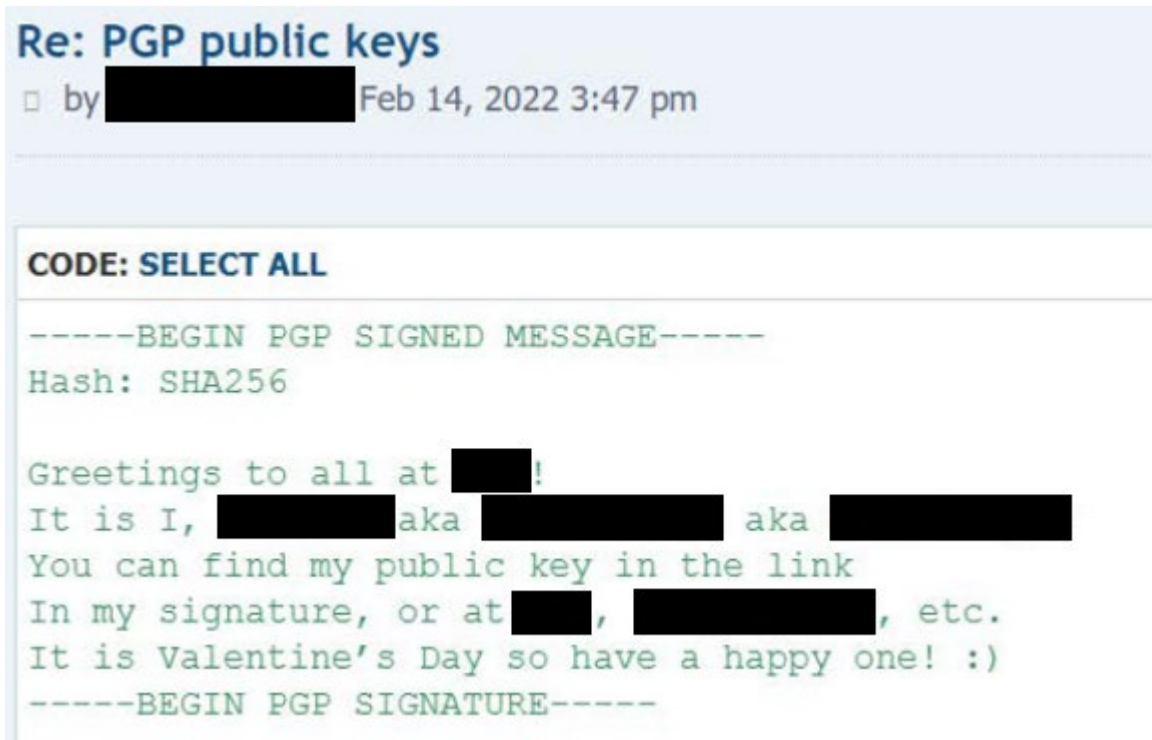 Re: PGP public keys
by Feb 14, 2022 3:47 pm
CODE: SELECT ALL
-----BEGIN PGP SIGNED MESSAGE-----
Hash: SHA256
Greetings to all at !
It is I, aka aka
You can find my public key in the link
In my signature, or at , , etc.
It is Valentine’s Day so have a happy one! :)
-----BEGIN PGP SIGNATURE-----